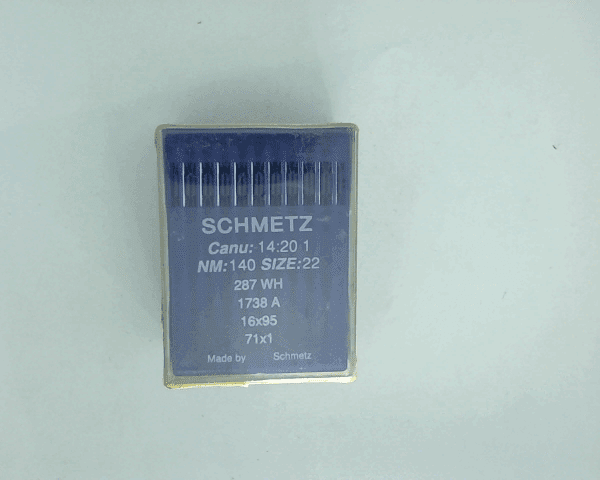 SCHMETZ
Canu: 14:20 1
NM:140 SIZE:22
287 WH
1738 A
16x95
71x1
Made by Schmetz